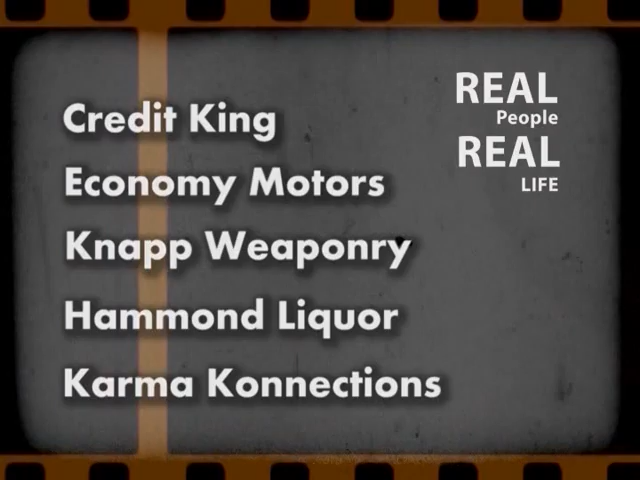 Credit King
Economy Motors
Knapp Weaponry
Hammond Liquor
Karma Konnections
REAL
People
REAL
LIFE